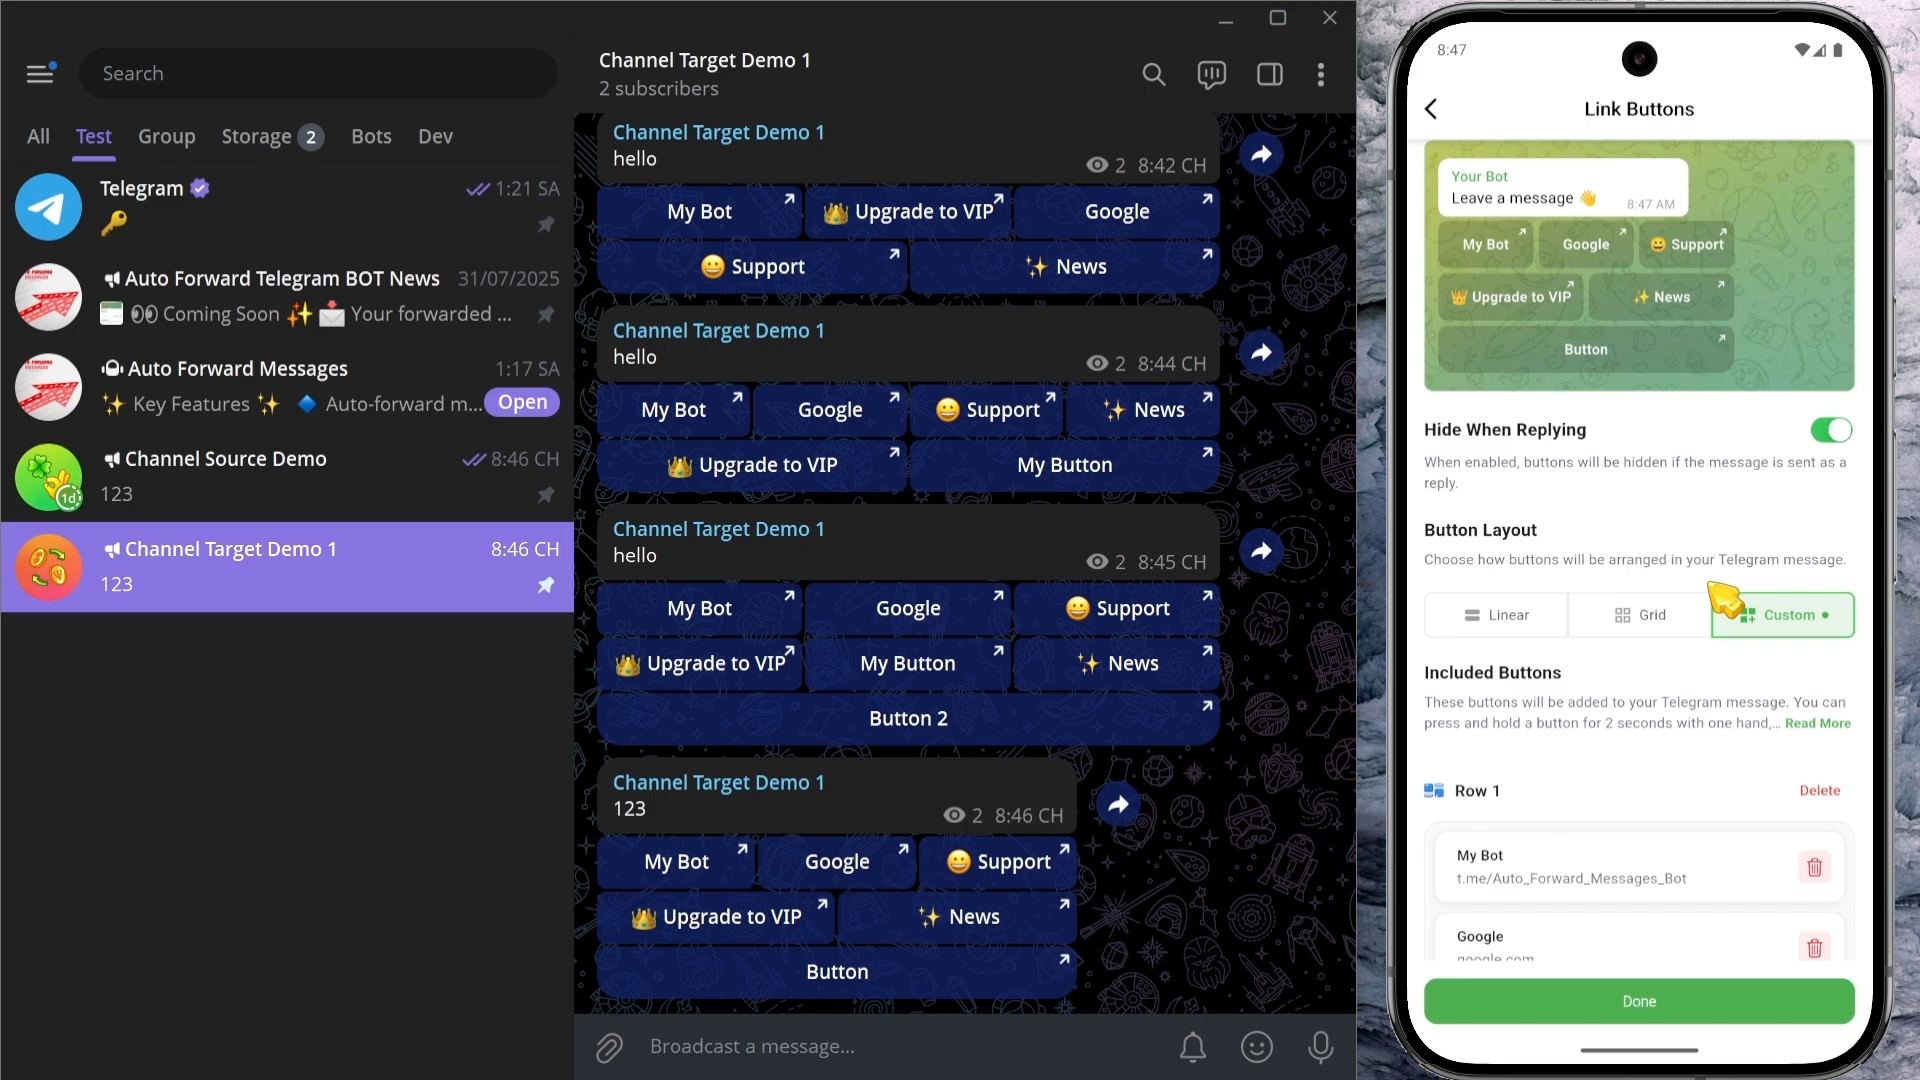 Search
All Test Group Storage 2 Bots Dev
Telegram 1:21 SA
Auto Forward Telegram BOT News 31/07/2025
Coming Soon ✨ 📩 Your forwarded ...
Auto Forward Messages 1:17 SA
✨ Key Features ✨ 🔷 Auto-forward m... Open
Channel Source Demo 8:46 CH
123
1d
Channel Target Demo 1 8:46 CH
123
Channel Target Demo 1
2 subscribers
Channel Target Demo 1
hello 2 8:42 CH
My Bot 👑 Upgrade to VIP Google
😀 Support ✨ News
Channel Target Demo 1
hello 2 8:44 CH
My Bot Google 😀 Support ✨ News
👑 Upgrade to VIP My Button
Channel Target Demo 1
hello 2 8:45 CH
My Bot Google 😀 Support
👑 Upgrade to VIP My Button ✨ News
Button 2
Channel Target Demo 1
123 2 8:46 CH
My Bot Google 😀 Support
👑 Upgrade to VIP ✨ News
Button
Broadcast a message...
8:47
Link Buttons
Your Bot
Leave a message 👋 8:47 AM
My Bot Google 😀 Support
👑 Upgrade to VIP ✨ News
Button
Hide When Replying
When enabled, buttons will be hidden if the message is sent as a
reply.
Button Layout
Choose how buttons will be arranged in your Telegram message.
Linear Grid Custom
Included Buttons
These buttons will be added to your Telegram message. You can
press and hold a button for 2 seconds with one hand,... Read More
Row 1 Delete
My Bot
t.me/Auto_Forward_Messages_Bot
Google
google.com
Done